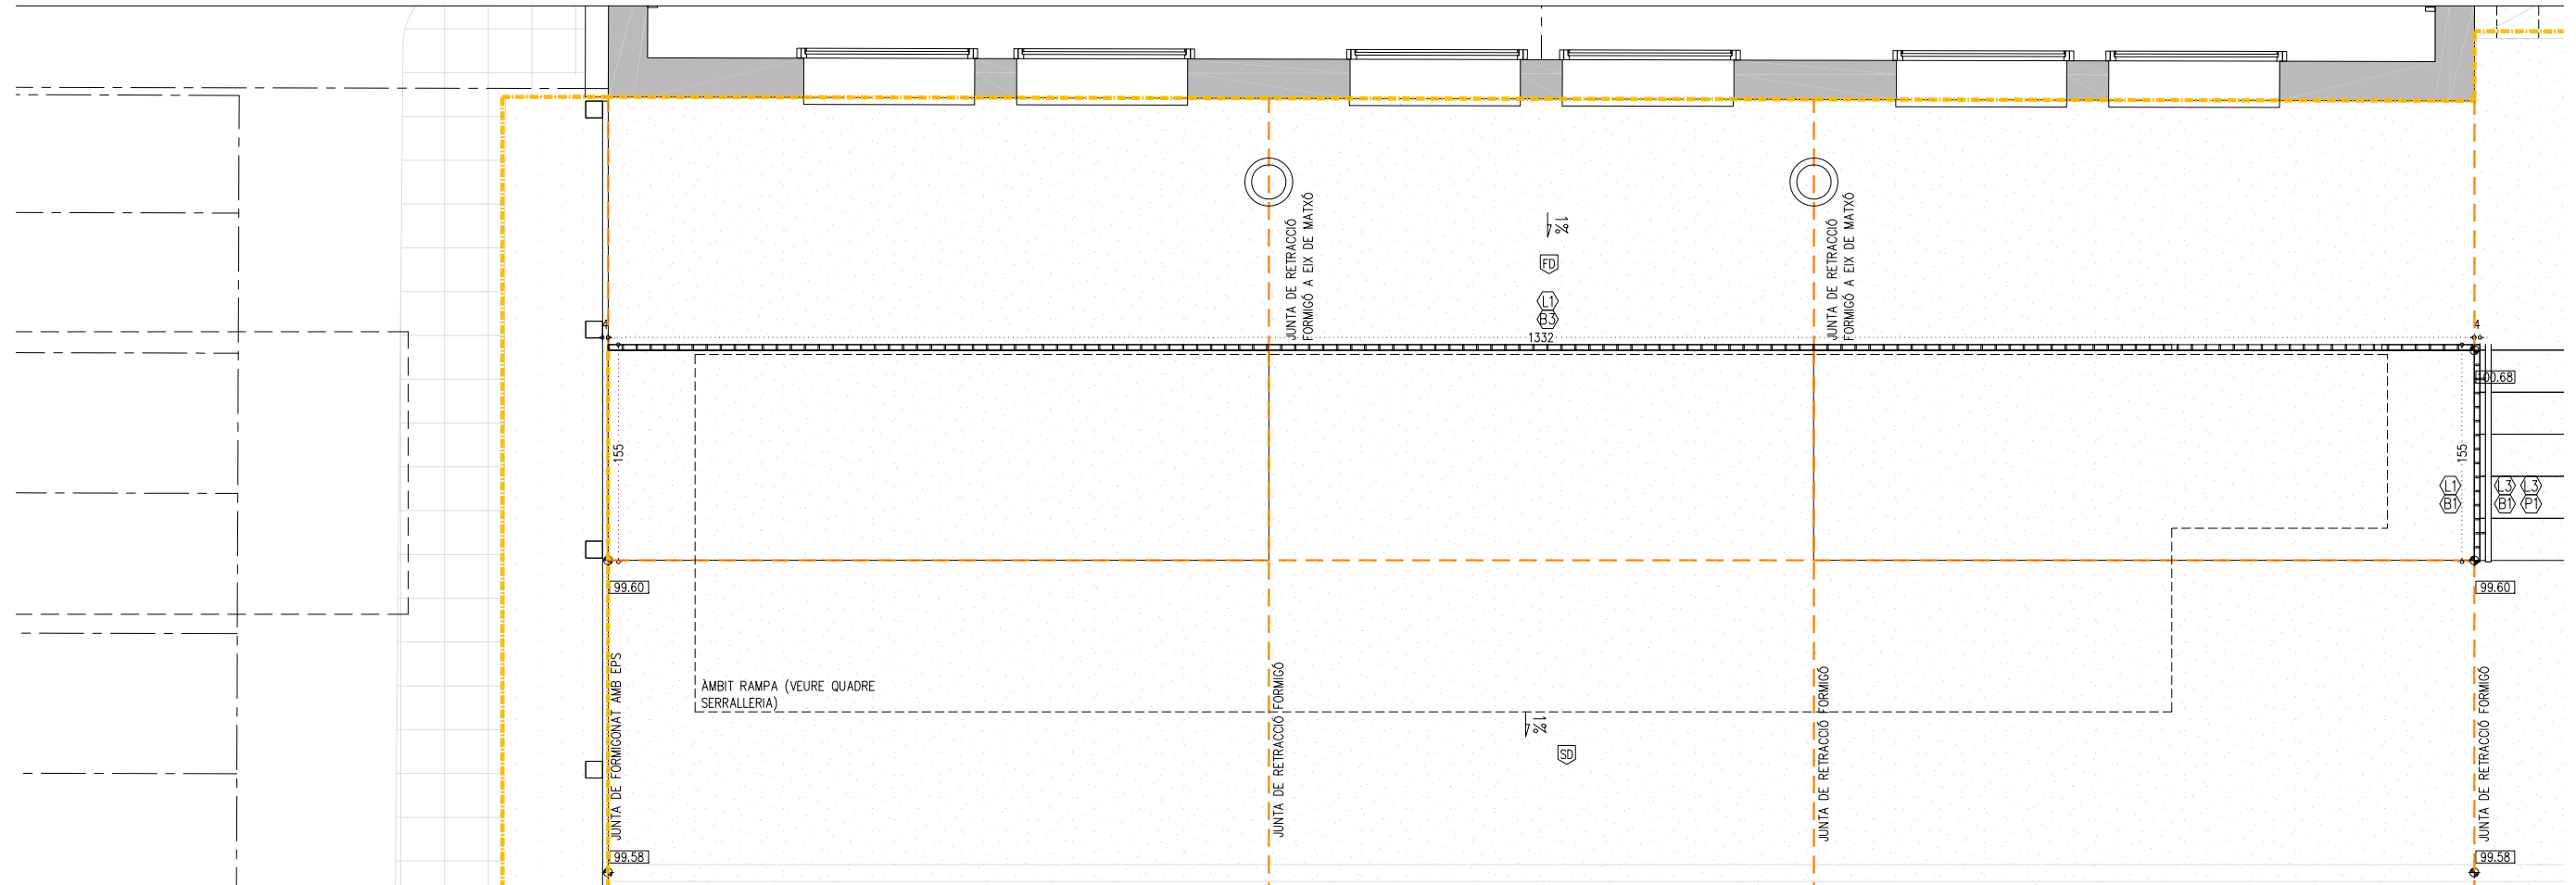 JUNTA DE RETRACCIÓ
FORMIGÓ A EIX DE MATXÓ
1%
FD
L1
B3
JUNTA DE RETRACCIÓ
FORMIGÓ A EIX DE MATXÓ
4
1332
4
100.68
155
155
L1
B1
L3
B1
L3
P1
99.60
99.60
JUNTA DE FORMIGONAT AMB EPS
ÀMBIT RAMPA (VEURE QUADRE
SERRALLERIA)
JUNTA DE RETRACCIÓ FORMIGÓ
1%
SD
JUNTA DE RETRACCIÓ FORMIGÓ
JUNTA DE RETRACCIÓ FORMIGÓ
99.58
99.58